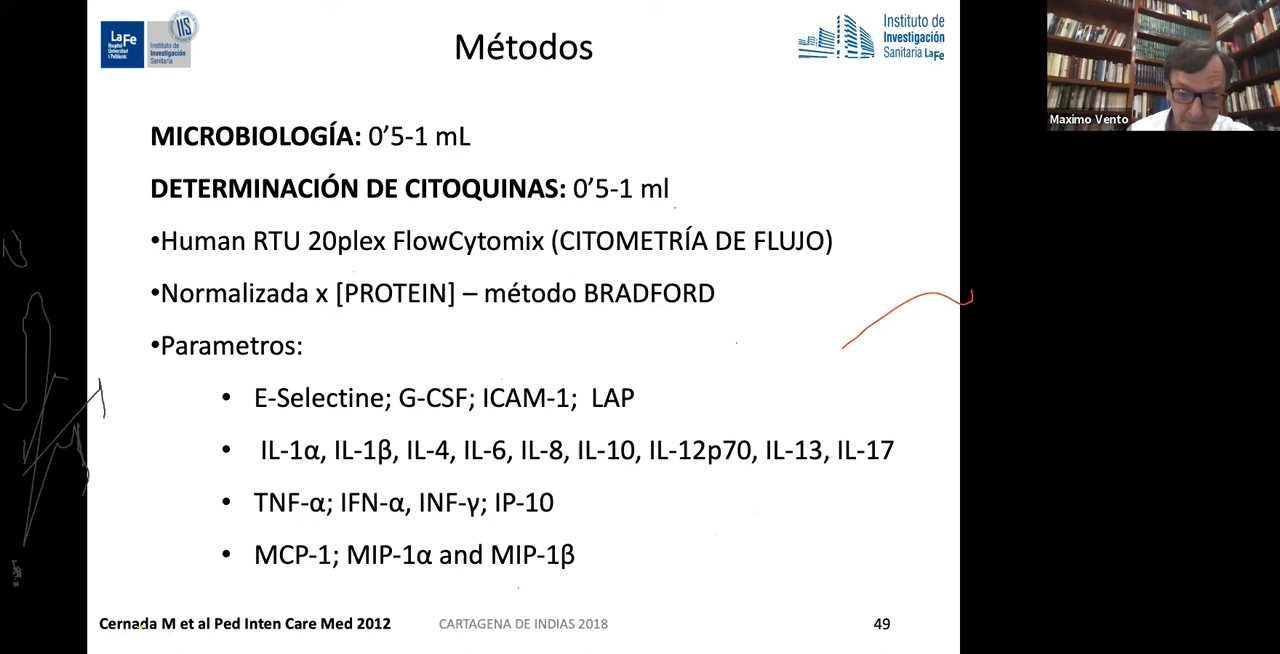 La Fe
Hospital
Universitari
i Politècnic
IIS
Instituto de
Investigación
Sanitaria
Métodos
Instituto de
Investigación
Sanitaria La Fe
Maximo Vento
MICROBIOLOGÍA: 0’5-1 mL
DETERMINACIÓN DE CITOQUINAS: 0’5-1 ml
•Human RTU 20plex FlowCytomix (CITOMETRÍA DE FLUJO)
•Normalizada x [PROTEIN] – método BRADFORD
•Parametros:
• E-Selectine; G-CSF; ICAM-1; LAP
• IL-1α, IL-1β, IL-4, IL-6, IL-8, IL-10, IL-12p70, IL-13, IL-17
• TNF-α; IFN-α, INF-γ; IP-10
• MCP-1; MIP-1α and MIP-1β
Cernada M et al Ped Inten Care Med 2012
CARTAGENA DE INDIAS 2018
49